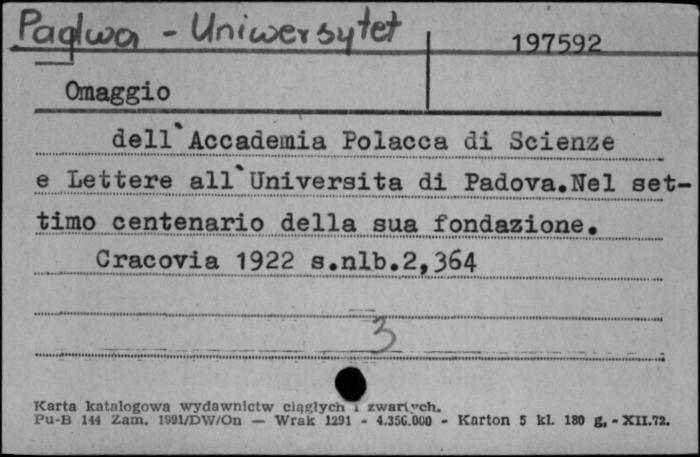 Padwa - Uniwersytet
197592
Omaggio
dell`Accademia Polacca di Scienze
e Lettere all`Universita di Padova.Nel set-
timo centenario della sua fondazione.
Cracovia 1922 s.nlb.2,364
3
Karta katalogowa wydawnictw ciągłych i zwartych.
Pu-B 144 Zam. 1991/DW/On — Wrak 1291 - 4.350.000 - Karton 5 kl. 180 g. - XII.72.